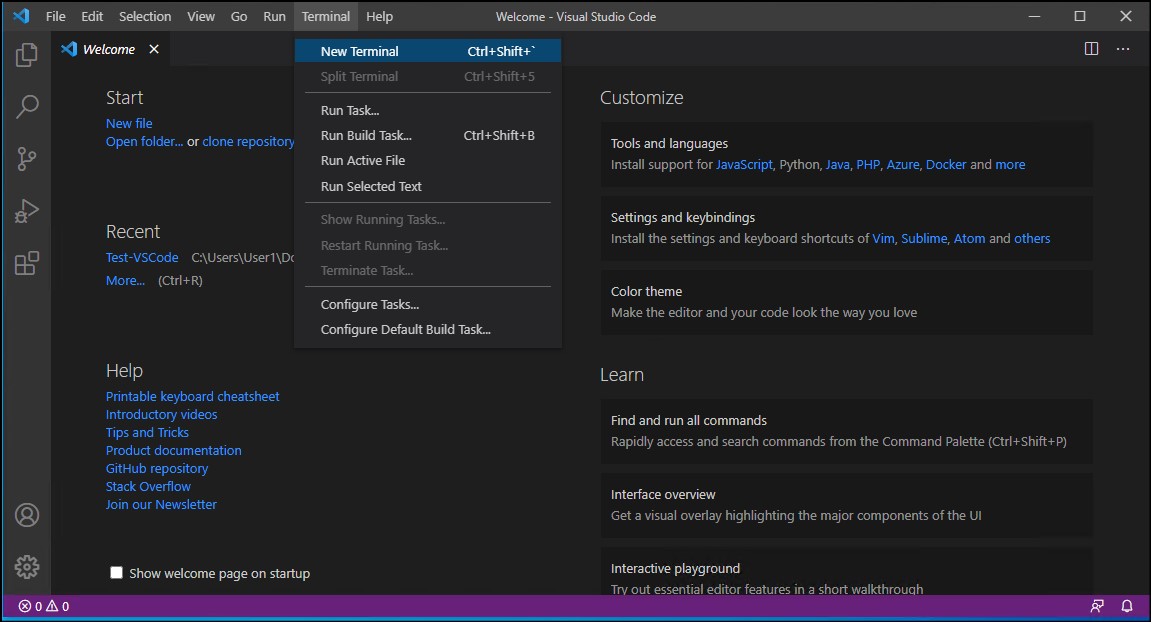 File Edit Selection View Go Run Terminal Help Welcome - Visual Studio Code
Welcome
New Terminal Ctrl+Shift+`
Split Terminal Ctrl+Shift+5
Run Task...
Run Build Task... Ctrl+Shift+B
Run Active File
Run Selected Text
Show Running Tasks...
Restart Running Task...
Terminate Task...
Configure Tasks...
Configure Default Build Task...
Start
New file
Open folder... or clone repository
Recent
Test-VSCode C:\Users\User1\Do
More... (Ctrl+R)
Help
Printable keyboard cheatsheet
Introductory videos
Tips and Tricks
Product documentation
GitHub repository
Stack Overflow
Join our Newsletter
Show welcome page on startup
Customize
Tools and languages
Install support for JavaScript, Python, Java, PHP, Azure, Docker and more
Settings and keybindings
Install the settings and keyboard shortcuts of Vim, Sublime, Atom and others
Color theme
Make the editor and your code look the way you love
Learn
Find and run all commands
Rapidly access and search commands from the Command Palette (Ctrl+Shift+P)
Interface overview
Get a visual overlay highlighting the major components of the UI
Interactive playground
Try out essential editor features in a short walkthrough
0 0